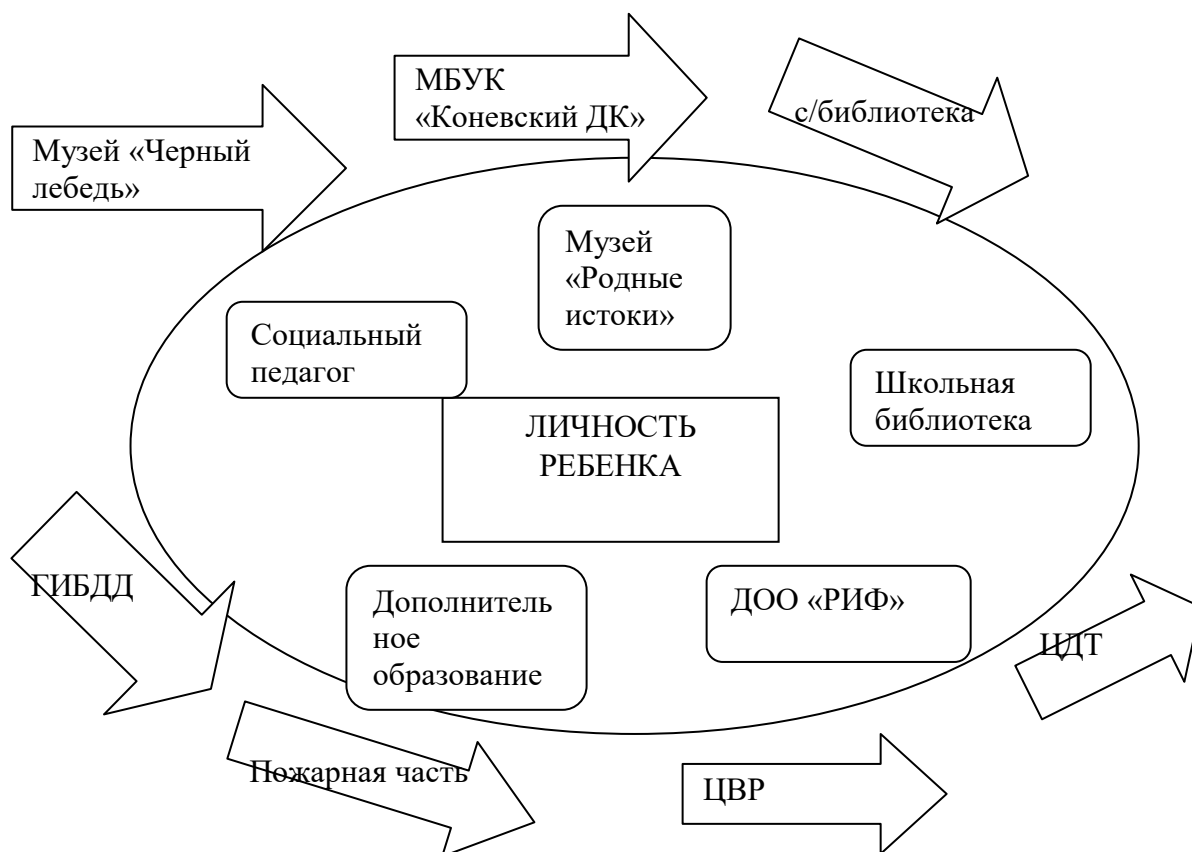 МБУК
«Коневский ДК»
с/библиотека
Музей «Черный
лебедь»
Музей
«Родные
истоки»
Социальный
педагог
Школьная
библиотека
ЛИЧНОСТЬ
РЕБЕНКА
ГИБДД
Дополнитель
ное
образование
ДОО «РИФ»
ЦДТ
Пожарная часть
ЦВР